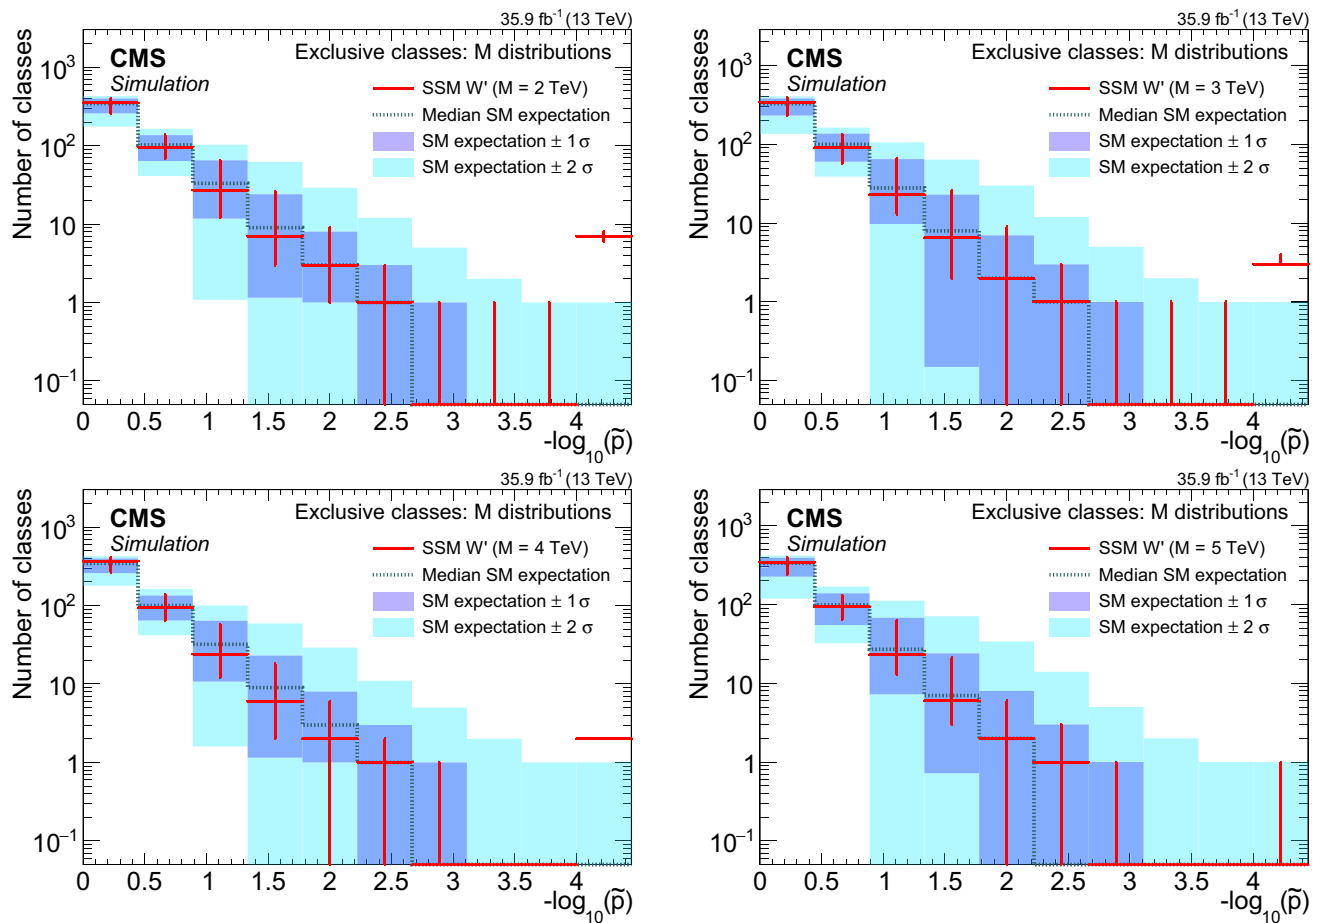 35.9 fb⁻¹ (13 TeV)
CMS
Simulation
Exclusive classes: M distributions
SSM W' (M = 2 TeV)
Median SM expectation
SM expectation ± 1 σ
SM expectation ± 2 σ
Number of classes
10³
10²
10
1
10⁻¹
0 0.5 1 1.5 2 2.5 3 3.5 4
-log₁₀(p̃)
35.9 fb⁻¹ (13 TeV)
CMS
Simulation
Exclusive classes: M distributions
SSM W' (M = 3 TeV)
Median SM expectation
SM expectation ± 1 σ
SM expectation ± 2 σ
Number of classes
10³
10²
10
1
10⁻¹
0 0.5 1 1.5 2 2.5 3 3.5 4
-log₁₀(p̃)
35.9 fb⁻¹ (13 TeV)
CMS
Simulation
Exclusive classes: M distributions
SSM W' (M = 4 TeV)
Median SM expectation
SM expectation ± 1 σ
SM expectation ± 2 σ
Number of classes
10³
10²
10
1
10⁻¹
0 0.5 1 1.5 2 2.5 3 3.5 4
-log₁₀(p̃)
35.9 fb⁻¹ (13 TeV)
CMS
Simulation
Exclusive classes: M distributions
SSM W' (M = 5 TeV)
Median SM expectation
SM expectation ± 1 σ
SM expectation ± 2 σ
Number of classes
10³
10²
10
1
10⁻¹
0 0.5 1 1.5 2 2.5 3 3.5 4
-log₁₀(p̃)